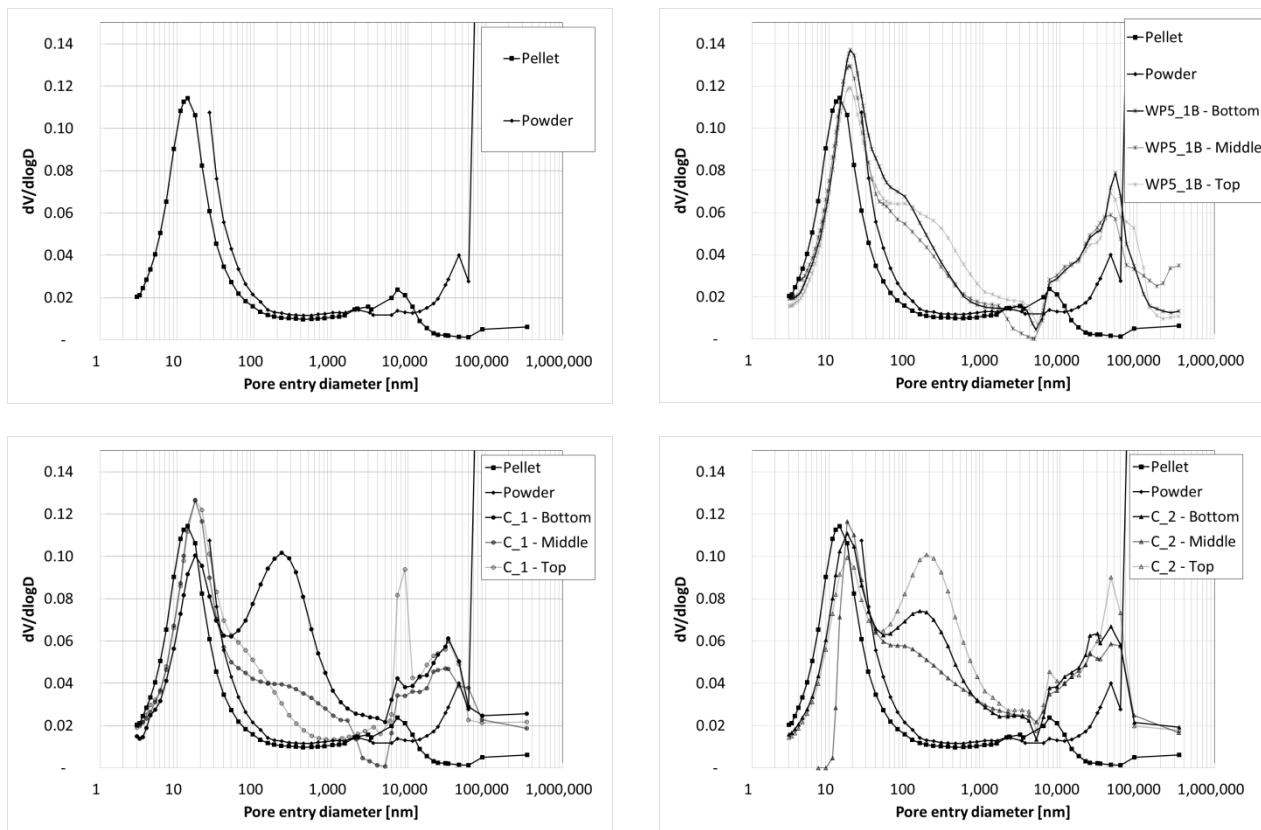 0.14
0.12
0.10
0.08
0.06
0.04
0.02
-
dV/dlogD
1 10 100 1,000 10,000 100,000 1,000,000
Pore entry diameter [nm]
Pellet
Powder
0.14
0.12
0.10
0.08
0.06
0.04
0.02
-
dV/dlogD
1 10 100 1,000 10,000 100,000 1,000,000
Pore entry diameter [nm]
Pellet
Powder
WP5_1B - Bottom
WP5_1B - Middle
WP5_1B - Top
0.14
0.12
0.10
0.08
0.06
0.04
0.02
-
dV/dlogD
1 10 100 1,000 10,000 100,000 1,000,000
Pore entry diameter [nm]
Pellet
Powder
C_1 - Bottom
C_1 - Middle
C_1 - Top
0.14
0.12
0.10
0.08
0.06
0.04
0.02
-
dV/dlogD
1 10 100 1,000 10,000 100,000 1,000,000
Pore entry diameter [nm]
Pellet
Powder
C_2 - Bottom
C_2 - Middle
C_2 - Top